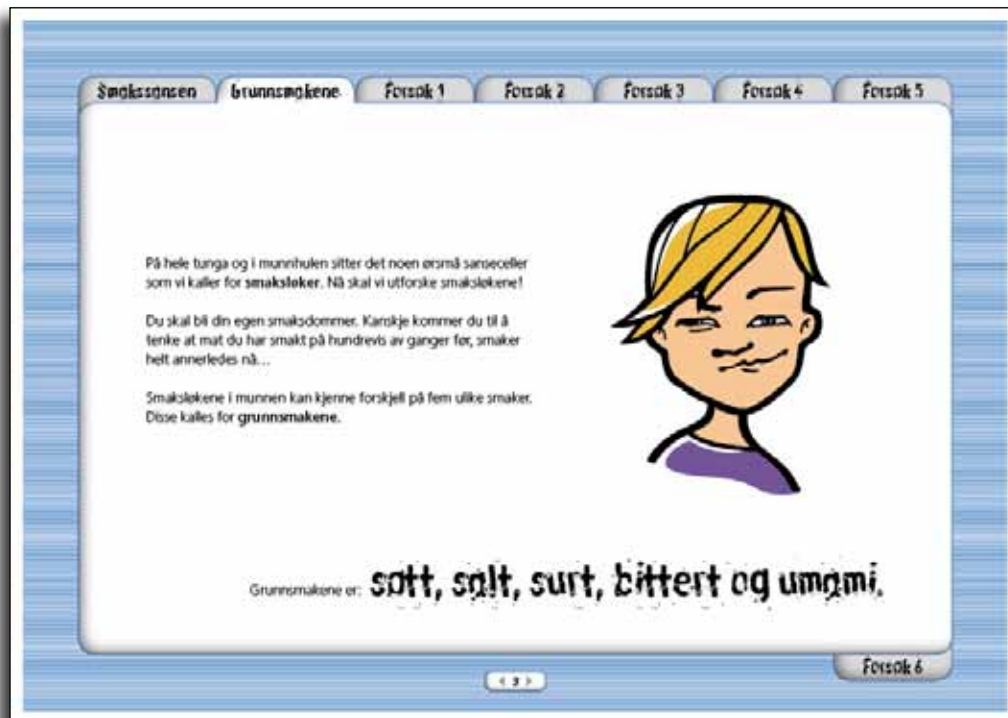 Smakssansen Grunnsmakene Forsøk 1 Forsøk 2 Forsøk 3 Forsøk 4 Forsøk 5
På hele tunga og i munnhulen sitter det noen ørsmå sanseceller
som vi kaller for smaksløker. Nå skal vi utforske smaksløkene!
Du skal bli din egen smaksdommer. Kanskje kommer du til å
tenke at mat du har smakt på hundrevis av ganger før, smaker
helt annerledes nå...
Smaksløkene i munnen kan kjenne forskjell på fem ulike smaker.
Disse kalles for grunnsmakene.
Grunnsmakene er: søtt, salt, surt, bittert og umami.
Forsøk 6
< 3 >